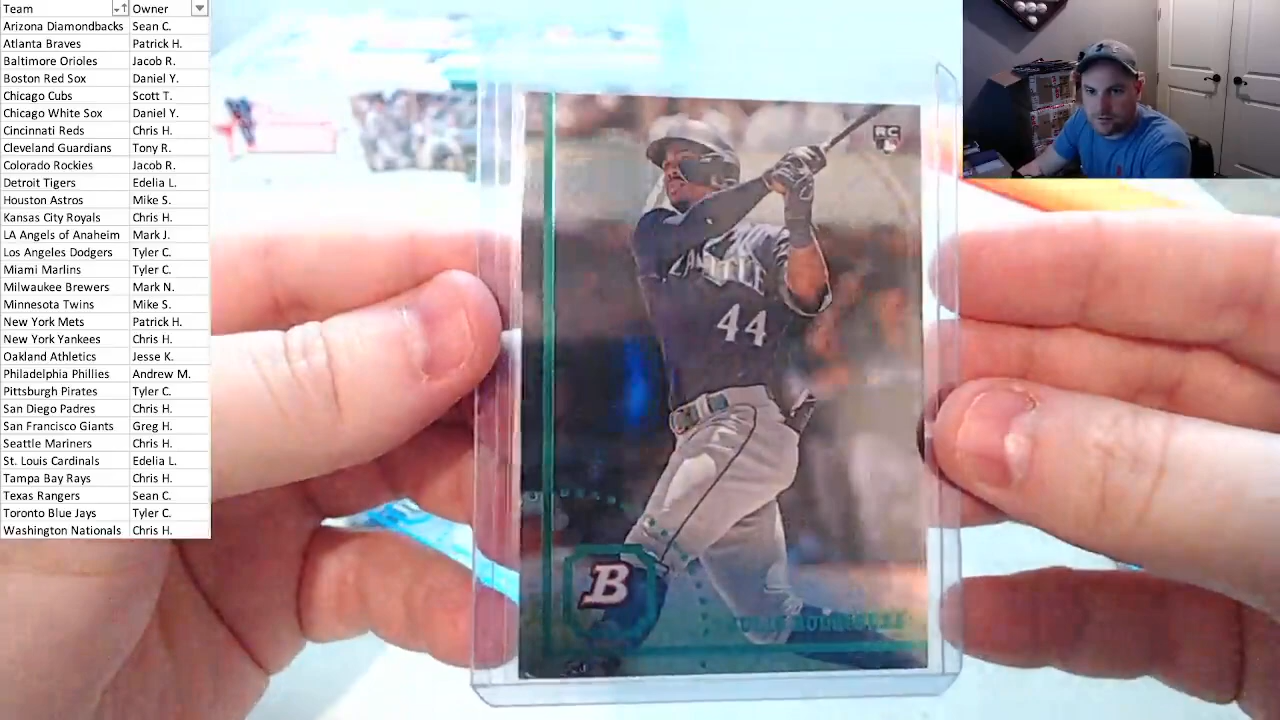 Team Owner
Arizona Diamondbacks Sean C.
Atlanta Braves Patrick H.
Baltimore Orioles Jacob R.
Boston Red Sox Daniel Y.
Chicago Cubs Scott T.
Chicago White Sox Daniel Y.
Cincinnati Reds Chris H.
Cleveland Guardians Tony R.
Colorado Rockies Jacob R.
Detroit Tigers Edelia L.
Houston Astros Mike S.
Kansas City Royals Chris H.
LA Angels of Anaheim Mark J.
Los Angeles Dodgers Tyler C.
Miami Marlins Tyler C.
Milwaukee Brewers Mark N.
Minnesota Twins Mike S.
New York Mets Patrick H.
New York Yankees Chris H.
Oakland Athletics Jesse K.
Philadelphia Phillies Andrew M.
Pittsburgh Pirates Tyler C.
San Diego Padres Chris H.
San Francisco Giants Greg H.
Seattle Mariners Chris H.
St. Louis Cardinals Edelia L.
Tampa Bay Rays Chris H.
Texas Rangers Sean C.
Toronto Blue Jays Tyler C.
Washington Nationals Chris H.
RC
SEATTLE
44
B
JULIO RODRIGUEZ